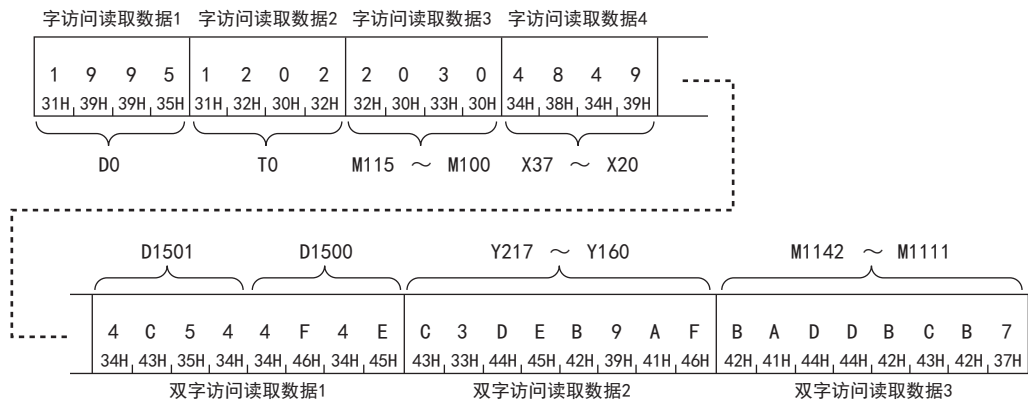 字访问读取数据1 字访问读取数据2 字访问读取数据3 字访问读取数据4
1 9 9 5 1 2 0 2 2 0 3 0 4 8 4 9
31H 39H 39H 35H 31H 32H 30H 32H 32H 30H 33H 30H 34H 38H 34H 39H
D0 T0 M115 ～ M100 X37 ～ X20
D1501 D1500 Y217 ～ Y160 M1142 ～ M1111
4 C 5 4 4 F 4 E C 3 D E B 9 A F B A D D B C B 7
34H 43H 35H 34H 34H 46H 34H 45H 43H 33H 44H 45H 42H 39H 41H 46H 42H 41H 44H 44H 42H 43H 42H 37H
双字访问读取数据1 双字访问读取数据2 双字访问读取数据3